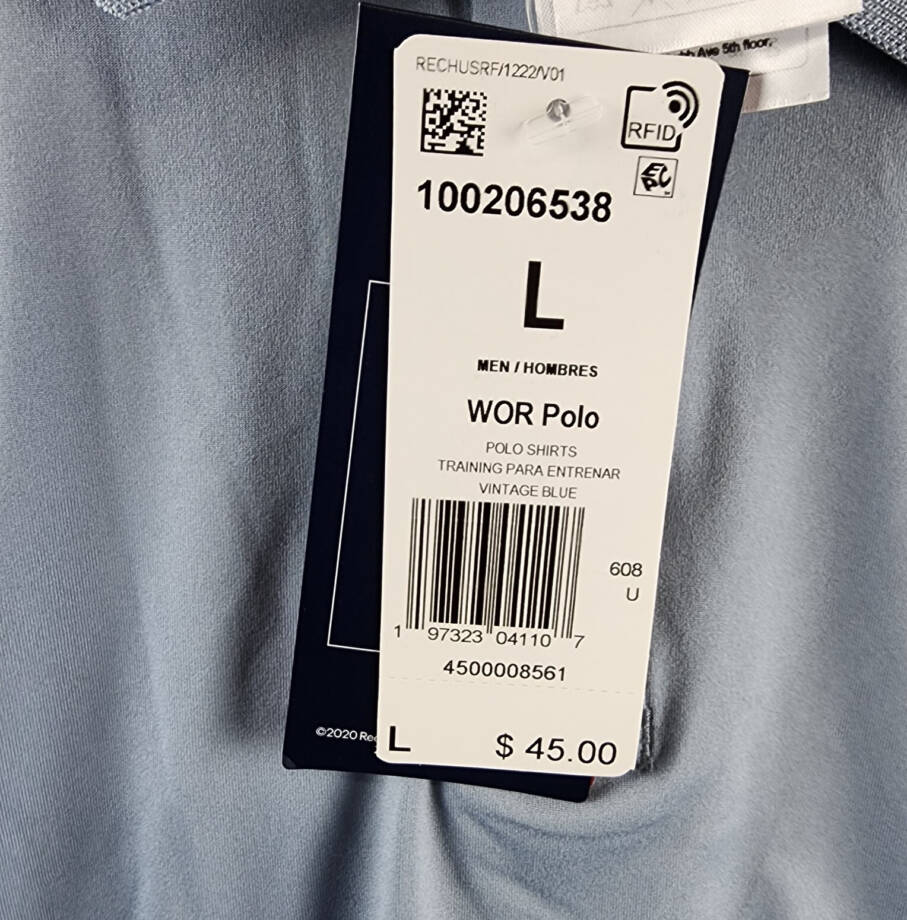 Ave 5th floor,
RECHUSRF/1222/V01
RFID
EPC
100206538
L
MEN / HOMBRES
WOR Polo
POLO SHIRTS
TRAINING PARA ENTRENAR
VINTAGE BLUE
608
U
1 97323 04110 7
4500008561
©2020
L $ 45.00